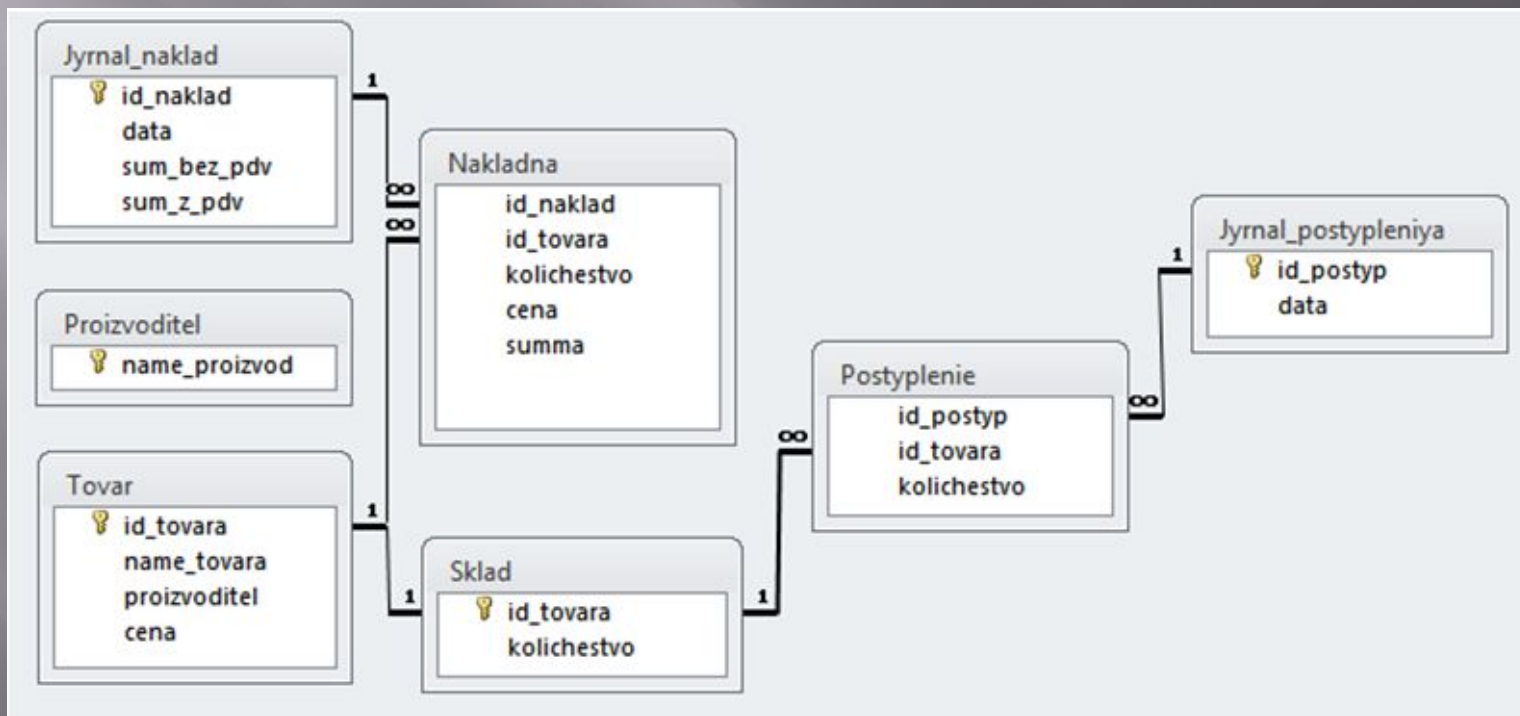 Jyrnal_naklad
id_naklad
data
sum_bez_pdv
sum_z_pdv
1
∞
∞
Nakladna
id_naklad
id_tovara
kolichestvo
cena
summa
Proizvoditel
name_proizvod
Tovar
id_tovara
name_tovara
proizvoditel
cena
1
1
Sklad
id_tovara
kolichestvo
1
∞
Postyplenie
id_postyp
id_tovara
kolichestvo
∞
1
Jyrnal_postypleniya
id_postyp
data